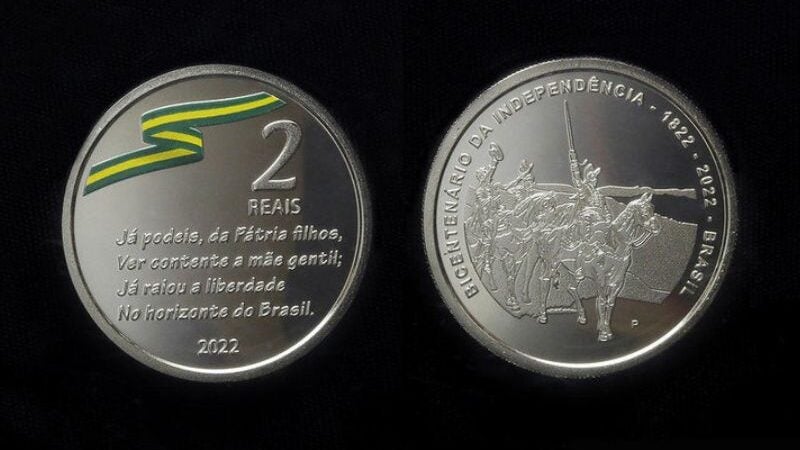 2
REAIS
Já podeis, da Pátria filhos,
Ver contente a mãe gentil;
Já raiou a liberdade
No horizonte do Brasil.
2022
BICENTENÁRIO DA INDEPENDÊNCIA - 1822 - 2022 - BRASIL
P